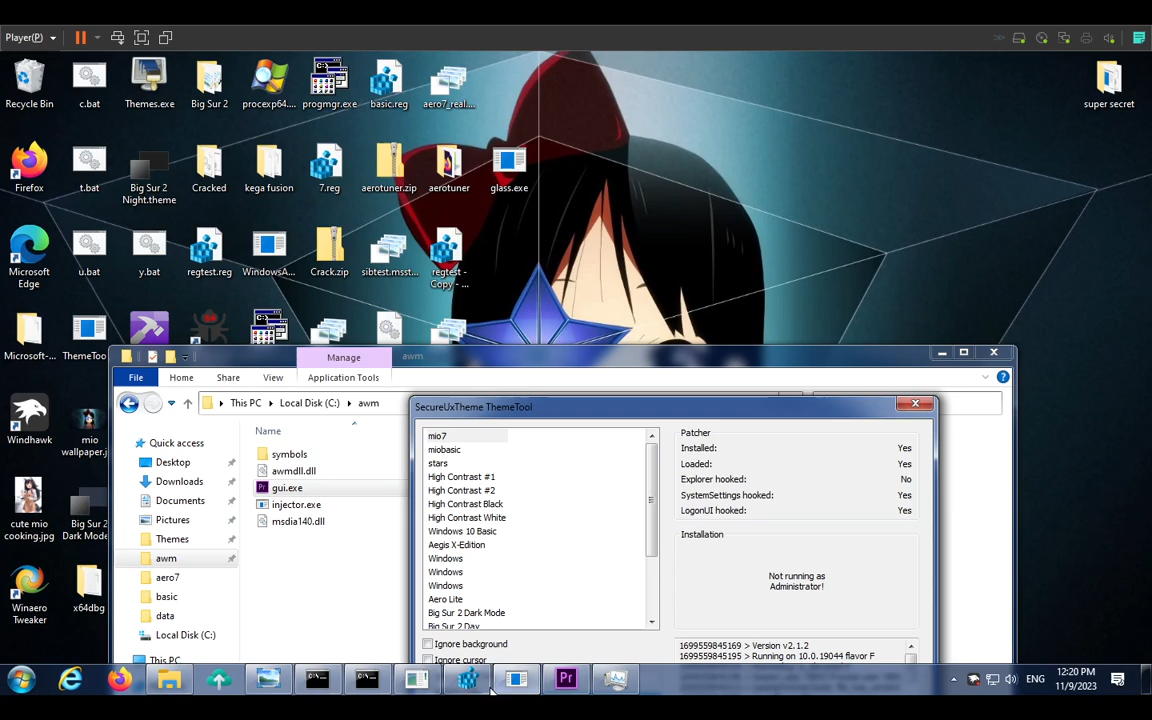 Player(P)
Recycle Bin
c.bat
Themes.exe
Big Sur 2
procexp64....
progmgr.exe
basic.reg
aero7_real....
super secret
Firefox
t.bat
Big Sur 2
Night.theme
Cracked
kega fusion
7.reg
aerotuner.zip
aerotuner
glass.exe
Microsoft
Edge
u.bat
y.bat
regtest.reg
WindowsA...
Crack.zip
sibtest.msst...
regtest -
Copy - ...
Microsoft-...
ThemeToo
Manage
awm
File
Home
Share
View
Application Tools
This PC
Local Disk (C:)
awm
Windhawk
mio
wallpaper.j
cute mio
cooking.jpg
Big Sur 2
Dark Mode
Winaero
Tweaker
x64dbg
Quick access
Desktop
Downloads
Documents
Pictures
Themes
awm
aero7
basic
data
Local Disk (C:)
This PC
Name
symbols
awmdll.dll
gui.exe
injector.exe
msdia140.dll
SecureUxTheme ThemeTool
mio7
miobasic
stars
High Contrast #1
High Contrast #2
High Contrast Black
High Contrast White
Windows 10 Basic
Aegis X-Edition
Windows
Windows
Windows
Aero Lite
Big Sur 2 Dark Mode
Big Sur 2 Day
Ignore background
Ignore cursor
Patcher
Installed: Yes
Loaded: Yes
Explorer hooked: No
SystemSettings hooked: Yes
LogonUI hooked: Yes
Installation
Not running as
Administrator!
1699559845169 > Version v2.1.2
1699559845195 > Running on 10.0.19044 flavor F
Pr
ENG
12:20 PM
11/9/2023